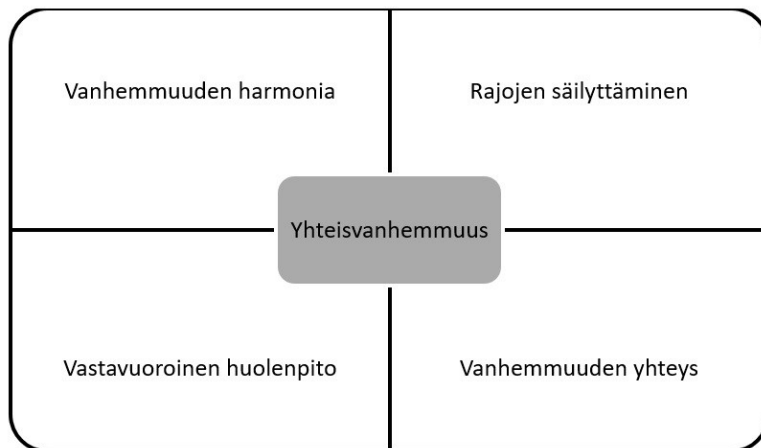 Vanhemmuuden harmonia
Rajojen säilyttäminen
Yhteisvanhemmuus
Vastavuoroinen huolenpito
Vanhemmuuden yhteys